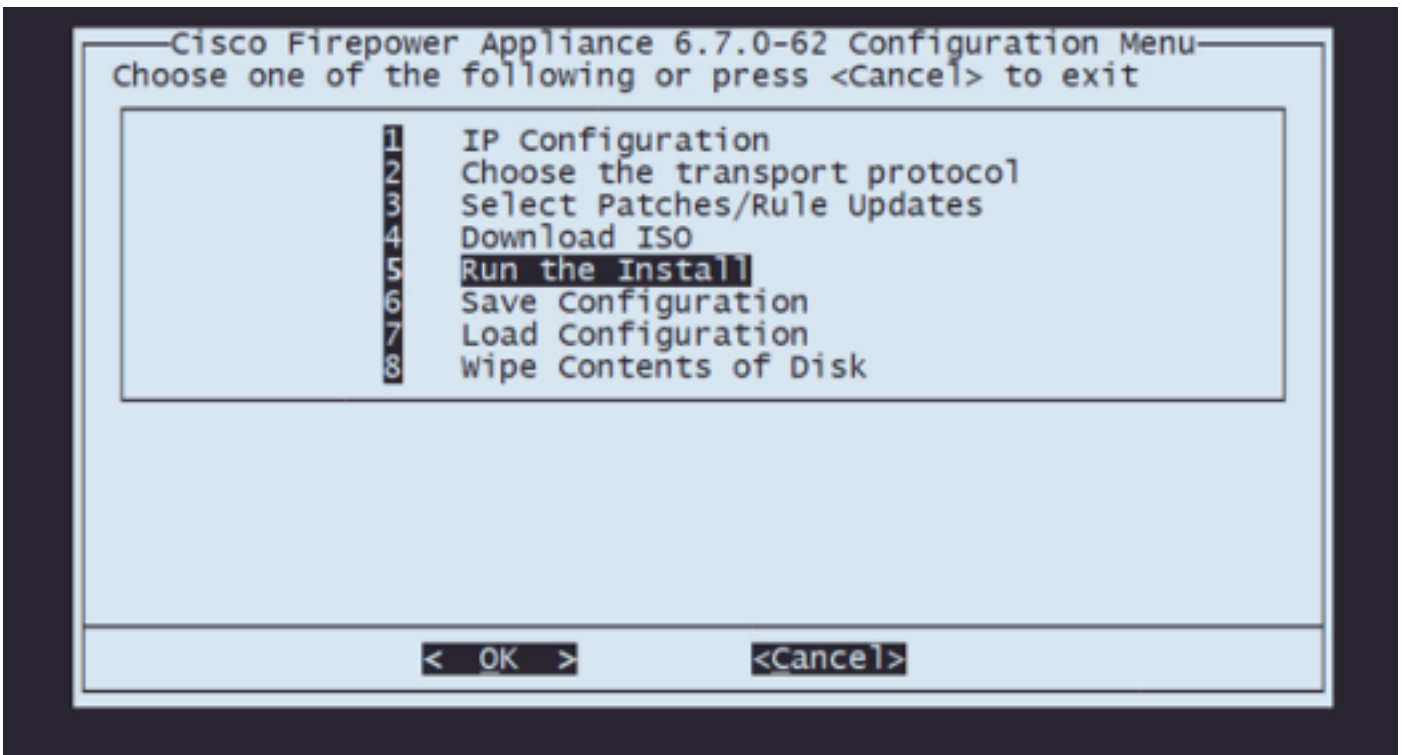 Cisco Firepower Appliance 6.7.0-62 Configuration Menu
Choose one of the following or press <Cancel> to exit
1 IP Configuration
2 Choose the transport protocol
3 Select Patches/Rule Updates
4 Download ISO
5 Run the Install
6 Save Configuration
7 Load Configuration
8 Wipe Contents of Disk
< OK > <Cancel>